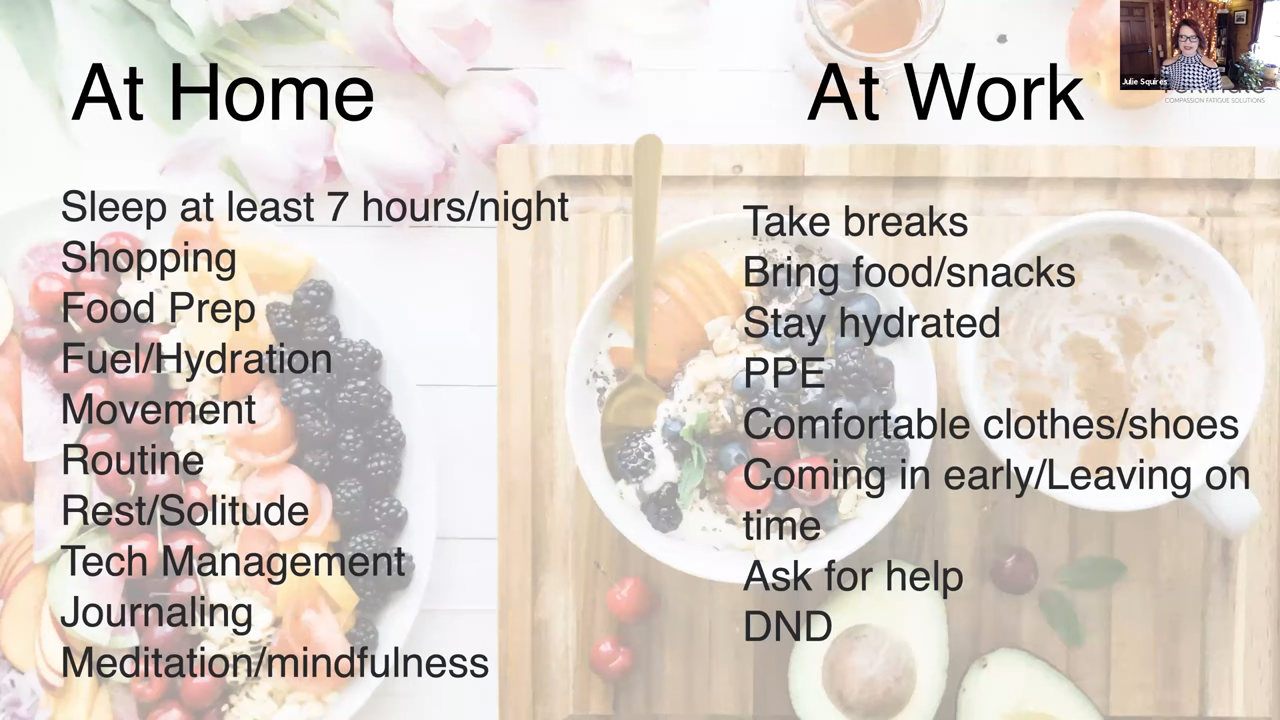 At Home
Sleep at least 7 hours/night
Shopping
Food Prep
Fuel/Hydration
Movement
Routine
Rest/Solitude
Tech Management
Journaling
Meditation/mindfulness
At Work
Take breaks
Bring food/snacks
Stay hydrated
PPE
Comfortable clothes/shoes
Coming in early/Leaving on
time
Ask for help
DND
Julie Squires
COMPASSION FATIGUE SOLUTIONS